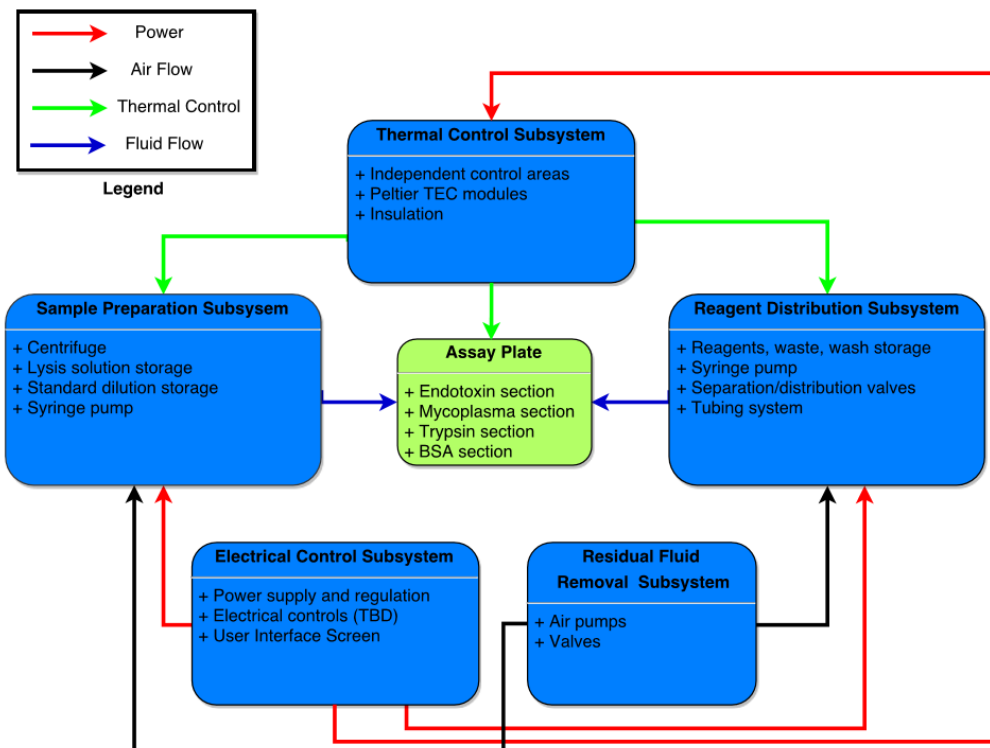 Power
Air Flow
Thermal Control
Fluid Flow
Legend
Thermal Control Subsystem
+ Independent control areas
+ Peltier TEC modules
+ Insulation
Sample Preparation Subsysem
+ Centrifuge
+ Lysis solution storage
+ Standard dilution storage
+ Syringe pump
Assay Plate
+ Endotoxin section
+ Mycoplasma section
+ Trypsin section
+ BSA section
Reagent Distribution Subsystem
+ Reagents, waste, wash storage
+ Syringe pump
+ Separation/distribution valves
+ Tubing system
Electrical Control Subsystem
+ Power supply and regulation
+ Electrical controls (TBD)
+ User Interface Screen
Residual Fluid
Removal Subsystem
+ Air pumps
+ Valves